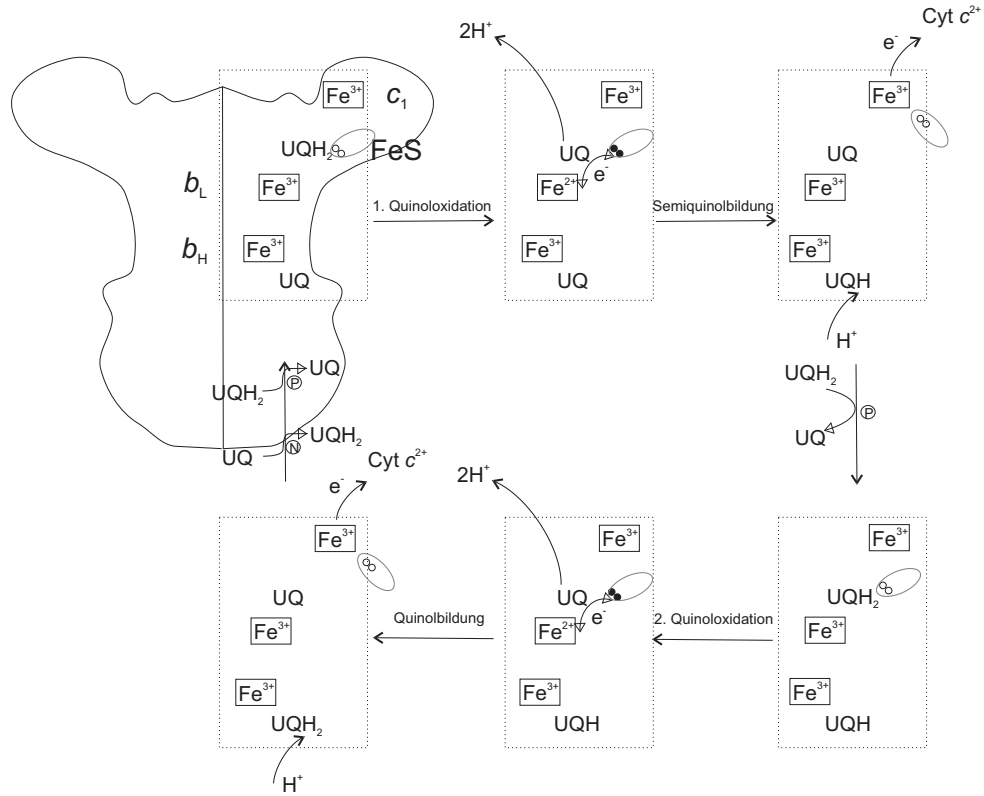 2H⁺
e⁻
Cyt c²⁺
Fe³⁺
c₁
UQH₂
FeS
b_L
Fe³⁺
b_H
Fe³⁺
UQ
1. Quinoloxidation
Fe³⁺
UQ
e⁻
Fe²⁺
Fe³⁺
UQ
Semiquinolbildung
Fe³⁺
UQ
Fe³⁺
Fe³⁺
UQH
H⁺
UQH₂
P
UQ
UQ
UQH₂
P
UQH₂
UQ
N
Cyt c²⁺
e⁻
Fe³⁺
UQ
Fe³⁺
Fe³⁺
UQH₂
H⁺
Quinolbildung
2H⁺
Fe³⁺
UQ
e⁻
Fe²⁺
Fe³⁺
UQH
2. Quinoloxidation
Fe³⁺
UQH₂
Fe³⁺
Fe³⁺
UQH